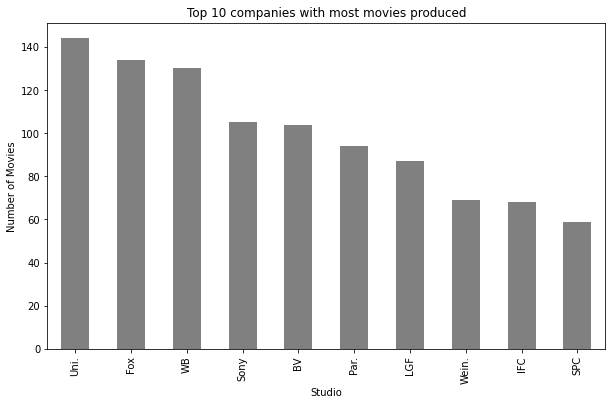 Top 10 companies with most movies produced
Number of Movies
140
120
100
80
60
40
20
0
Uni.
Fox
WB
Sony
BV
Par.
LGF
Wein.
IFC
SPC
Studio